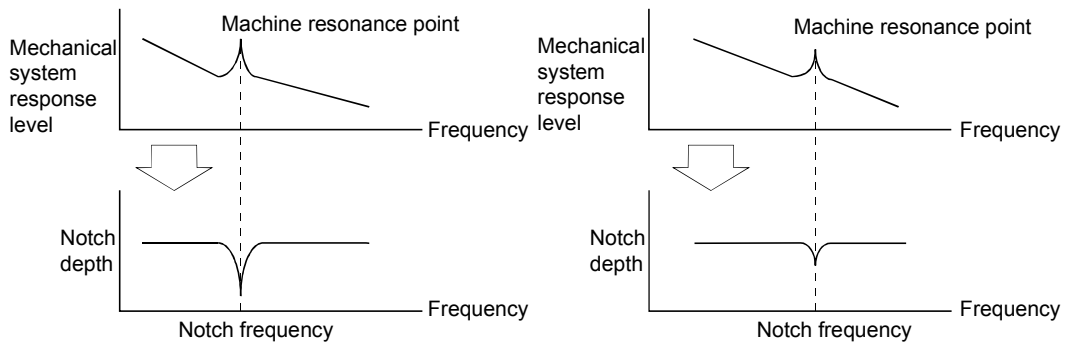 Machine resonance point
Mechanical
system
response
level
Frequency
Notch
depth
Frequency
Notch frequency
Machine resonance point
Mechanical
system
response
level
Frequency
Notch
depth
Frequency
Notch frequency